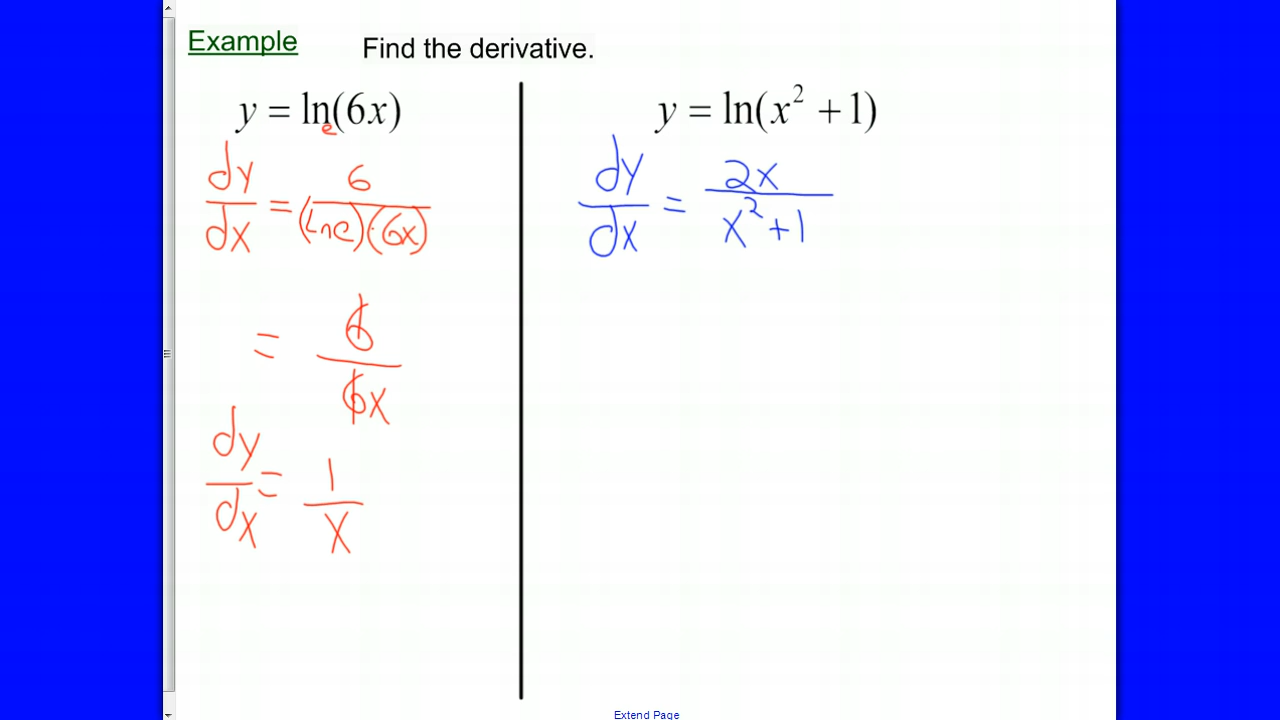 Example Find the derivative.
y = ln(6x)
e
dy/dx = 6/((ln e)(6x))
= 6/6x
dy/dx = 1/x
y = ln(x² + 1)
dy/dx = 2x/(x²+1)
Extend Page